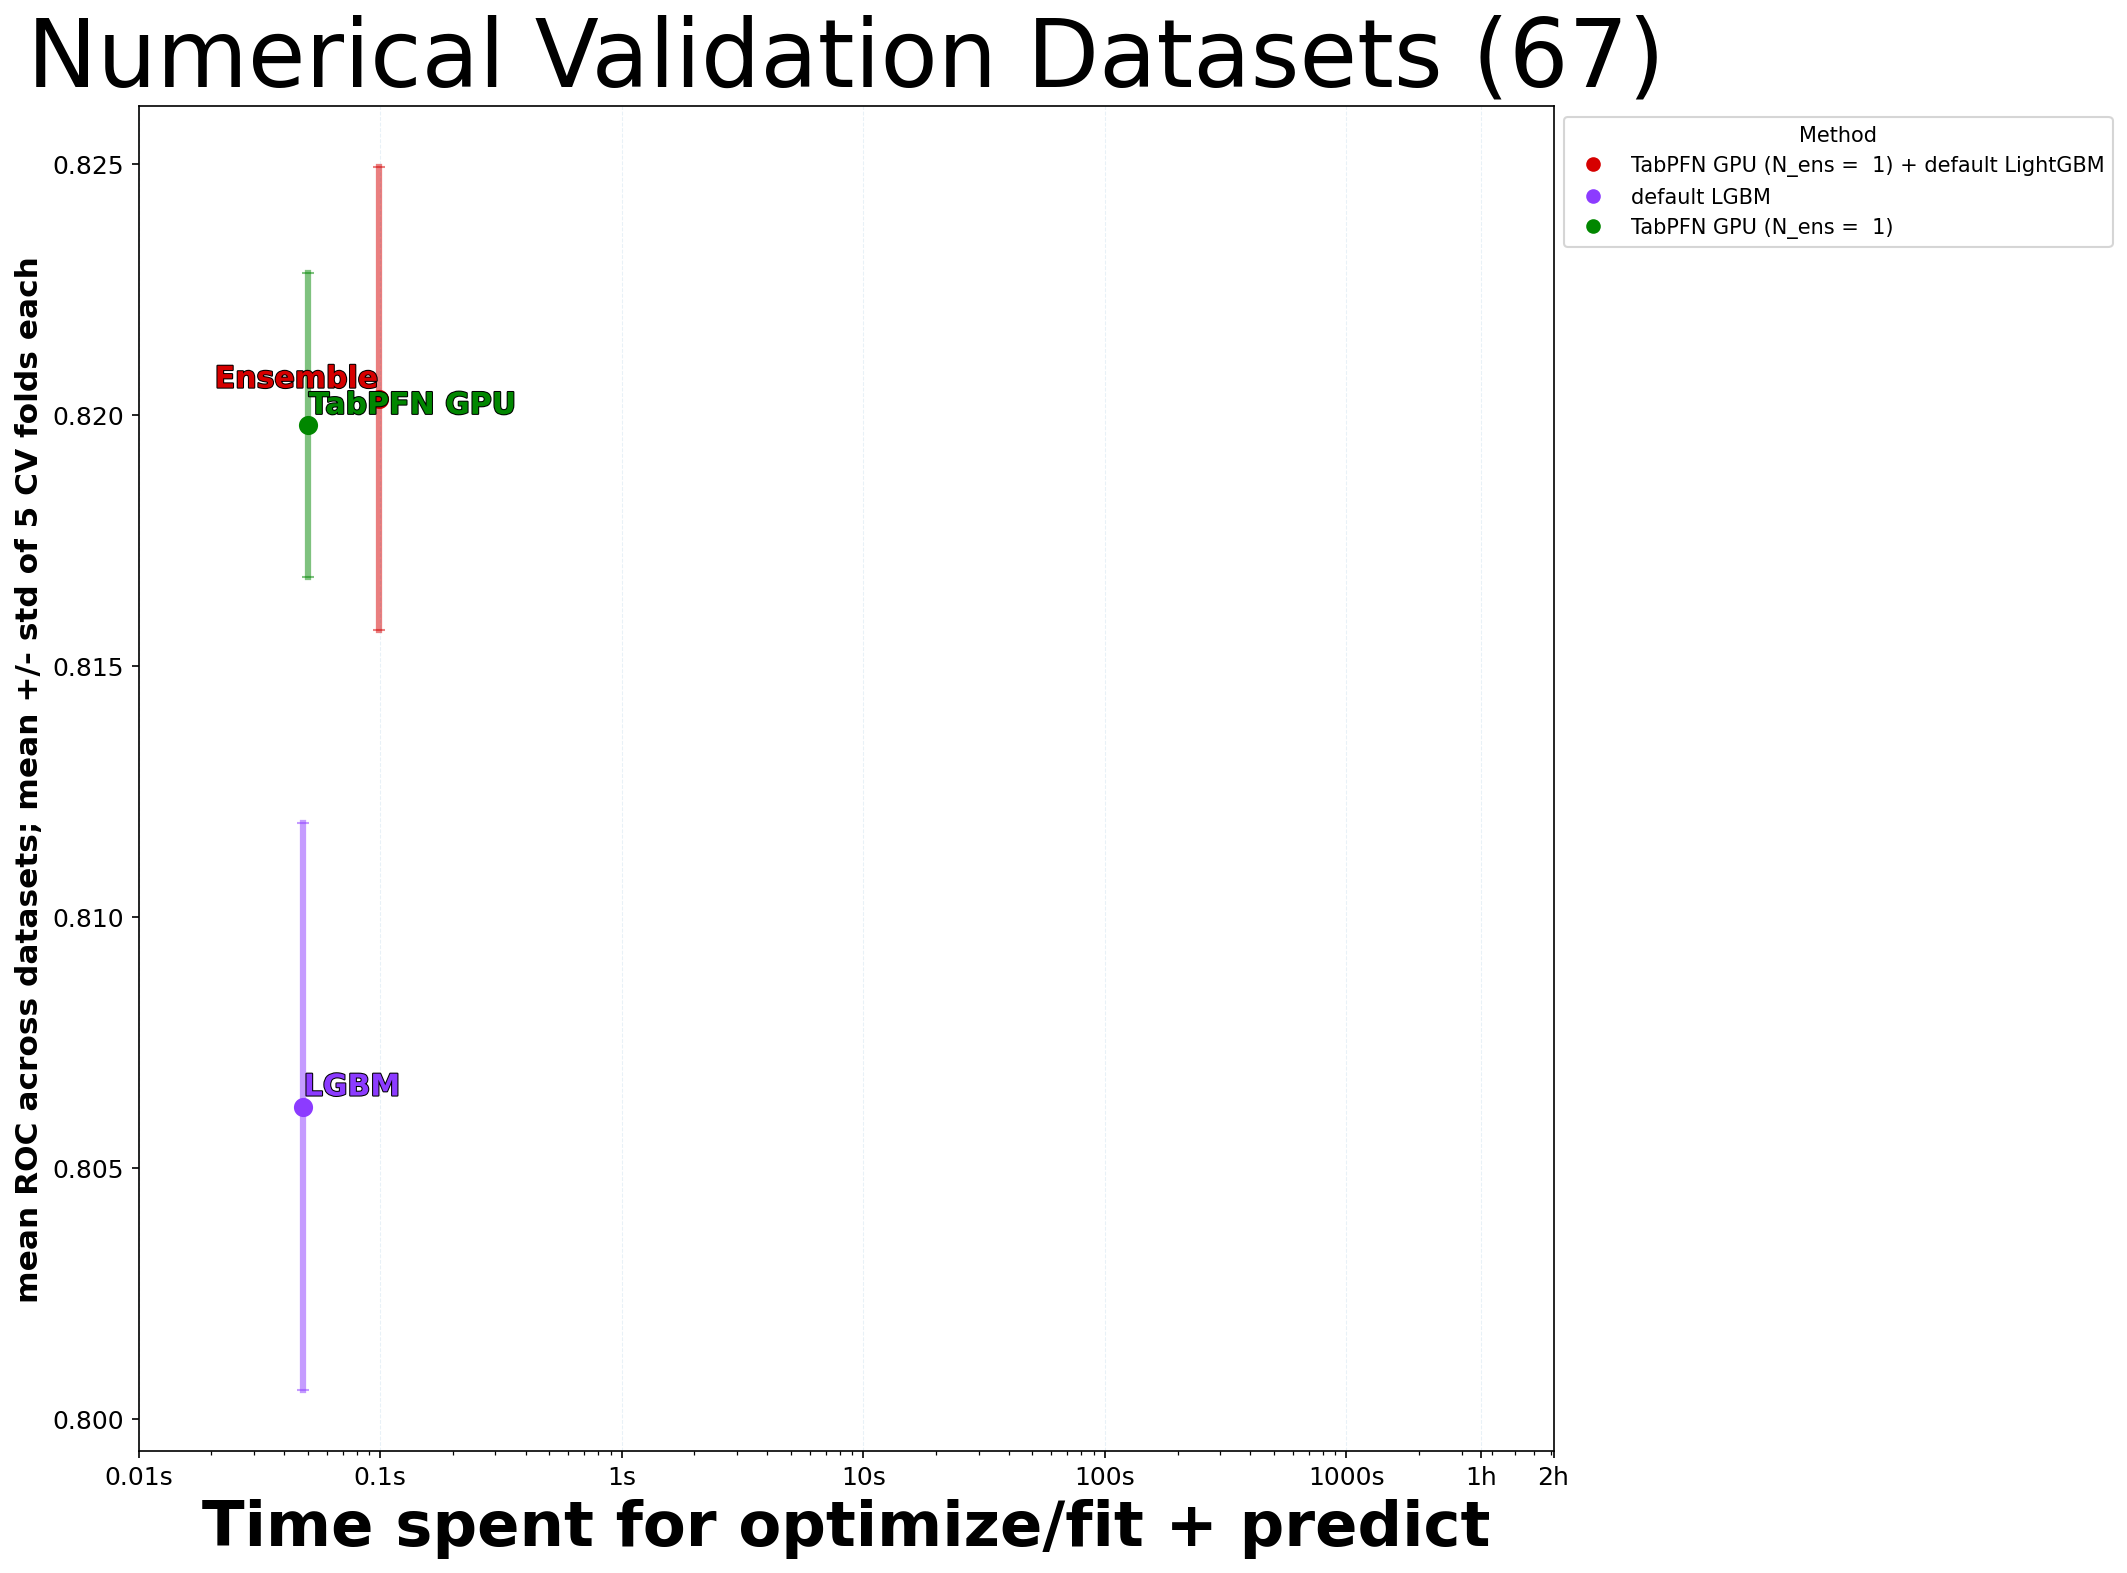 Numerical Validation Datasets (67)
Method
TabPFN GPU (N_ens =  1) + default LightGBM
default LGBM
TabPFN GPU (N_ens =  1)
mean ROC across datasets; mean +/- std of 5 CV folds each
0.825
0.820
0.815
0.810
0.805
0.800
Ensemble
TabPFN GPU
LGBM
0.01s 0.1s 1s 10s 100s 1000s 1h 2h
Time spent for optimize/fit + predict